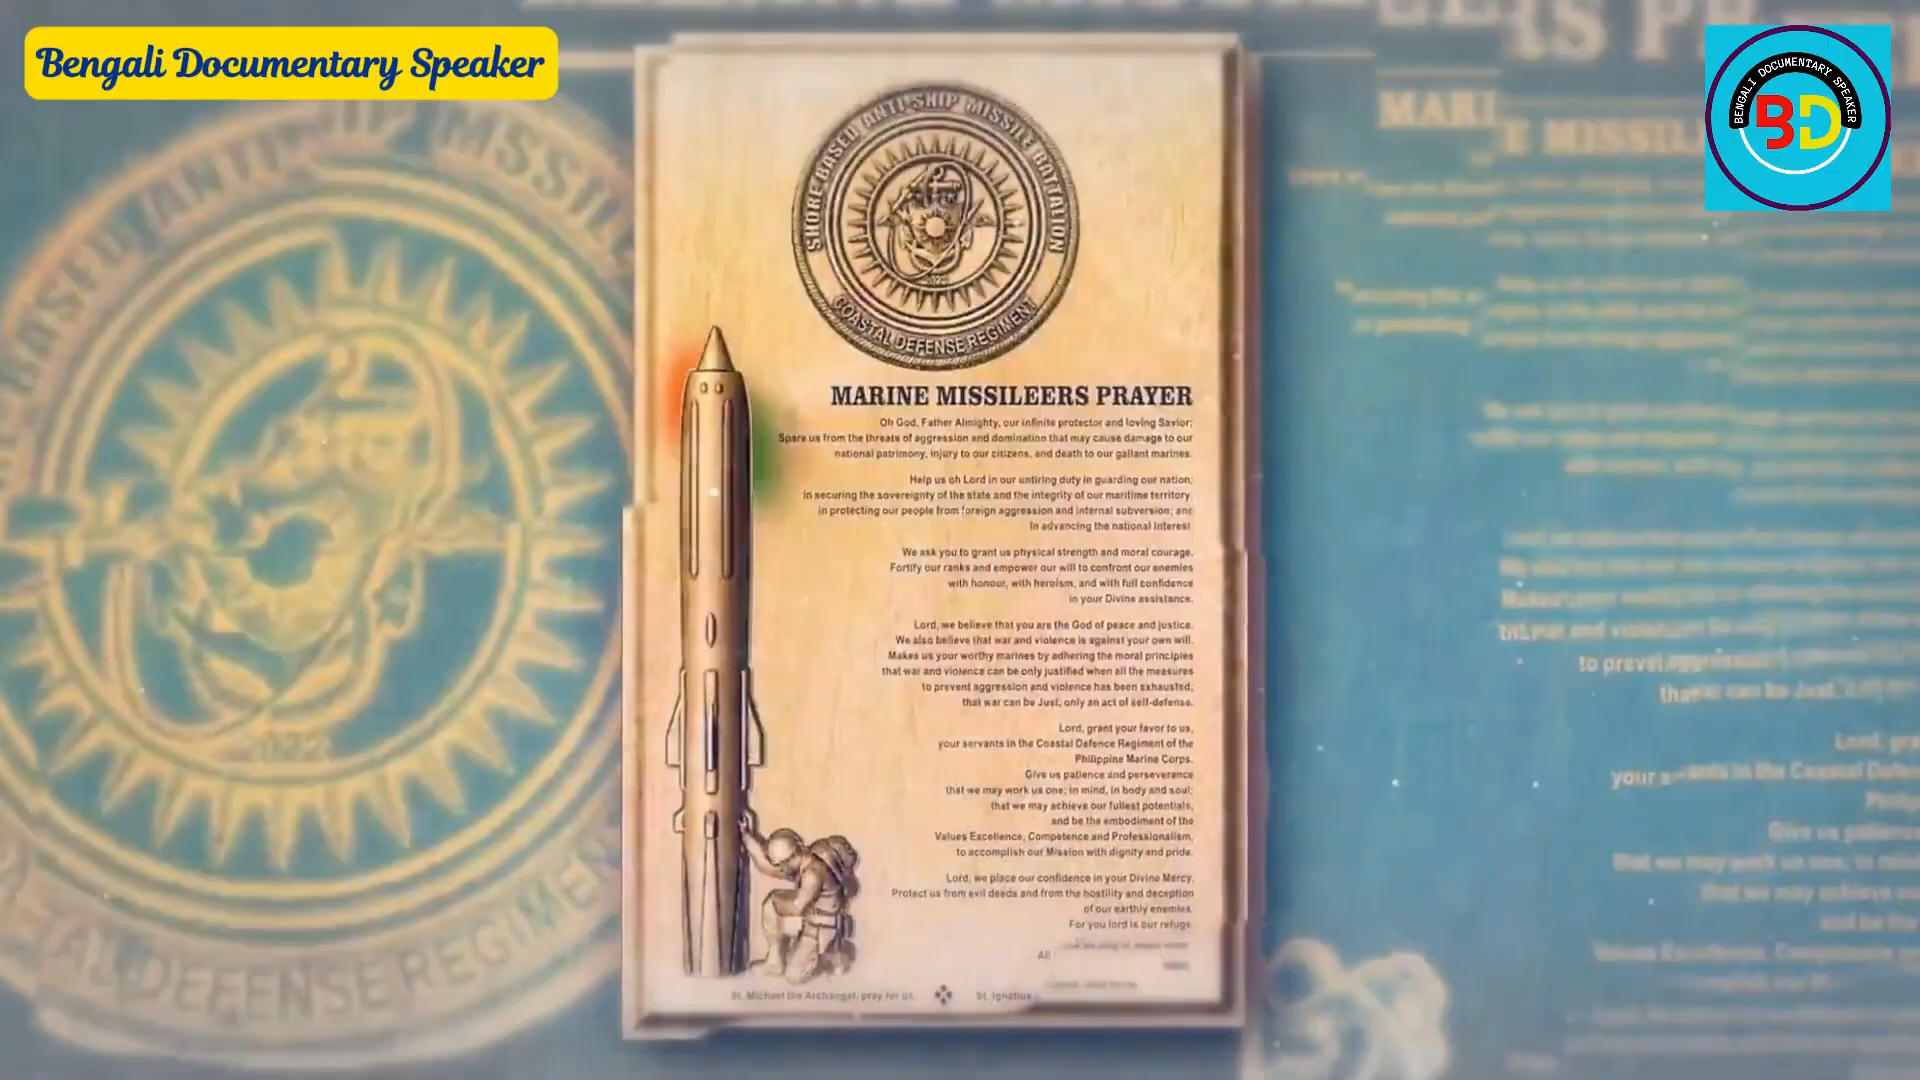 Bengali Documentary Speaker
BENGALI DOCUMENTARY SPEAKER
BD
SHORE BASED ANTI-SHIP MISSILE BATTALION
2022
COASTAL DEFENSE REGIMENT
MARINE MISSILEERS PRAYER
Oh God, Father Almighty, our infinite protector and loving Savior;
Spare us from the threats of aggression and domination that may cause damage to our
national patrimony, injury to our citizens, and death to our gallant marines.
Help us oh Lord in our untiring duty in guarding our nation;
in securing the sovereignty of the state and the integrity of our maritime territory
in protecting our people from foreign aggression and internal subversion; and
in advancing the national interest
We ask you to grant us physical strength and moral courage.
Fortify our ranks and empower our will to confront our enemies
with honour, with heroism, and with full confidence
in your Divine assistance.
Lord, we believe that you are the God of peace and justice.
We also believe that war and violence is against your own will.
Makes us your worthy marines by adhering the moral principles
that war and violence can be only justified when all the measures
to prevent aggression and violence has been exhausted;
that war can be Just, only an act of self-defense.
Lord, grant your favor to us,
your servants in the Coastal Defence Regiment of the
Philippine Marine Corps.
Give us patience and perseverance
that we may work us one; in mind, in body and soul;
that we may achieve our fullest potentials,
and be the embodiment of the
Values Excellence, Competence and Professionalism,
to accomplish our Mission with dignity and pride.
Lord, we place our confidence in your Divine Mercy.
Protect us from evil deeds and from the hostility and deception
of our earthly enemies
For you lord is our refuge
All
St. Michael the Archangel, pray for us.
St. Ignatius